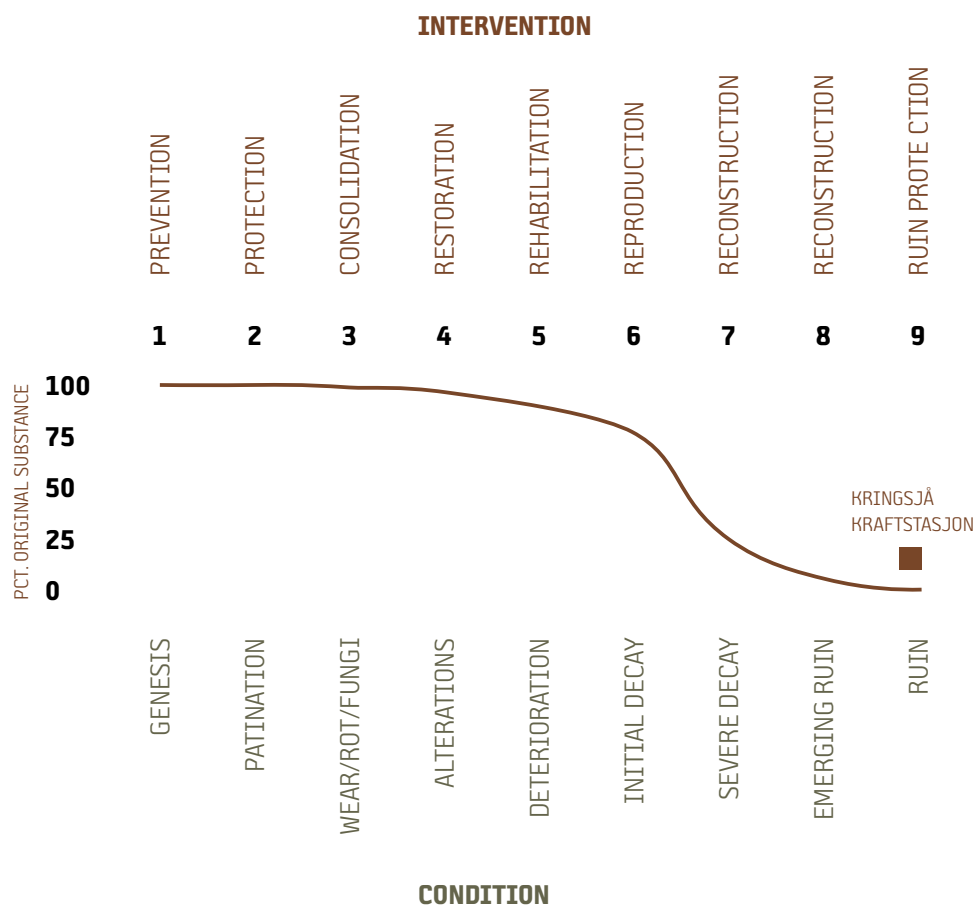 INTERVENTION
PREVENTION
PROTECTION
CONSOLIDATION
RESTORATION
REHABILITATION
REPRODUCTION
RECONSTRUCTION
RECONSTRUCTION
RUIN PROTE CTION
1 2 3 4 5 6 7 8 9
PCT. ORIGINAL SUBSTANCE
100
75
50
25
0
KRINGSJÅ
KRAFTSTASJON
GENESIS
PATINATION
WEAR/ROT/FUNGI
ALTERATIONS
DETERIORATION
INITIAL DECAY
SEVERE DECAY
EMERGING RUIN
RUIN
CONDITION